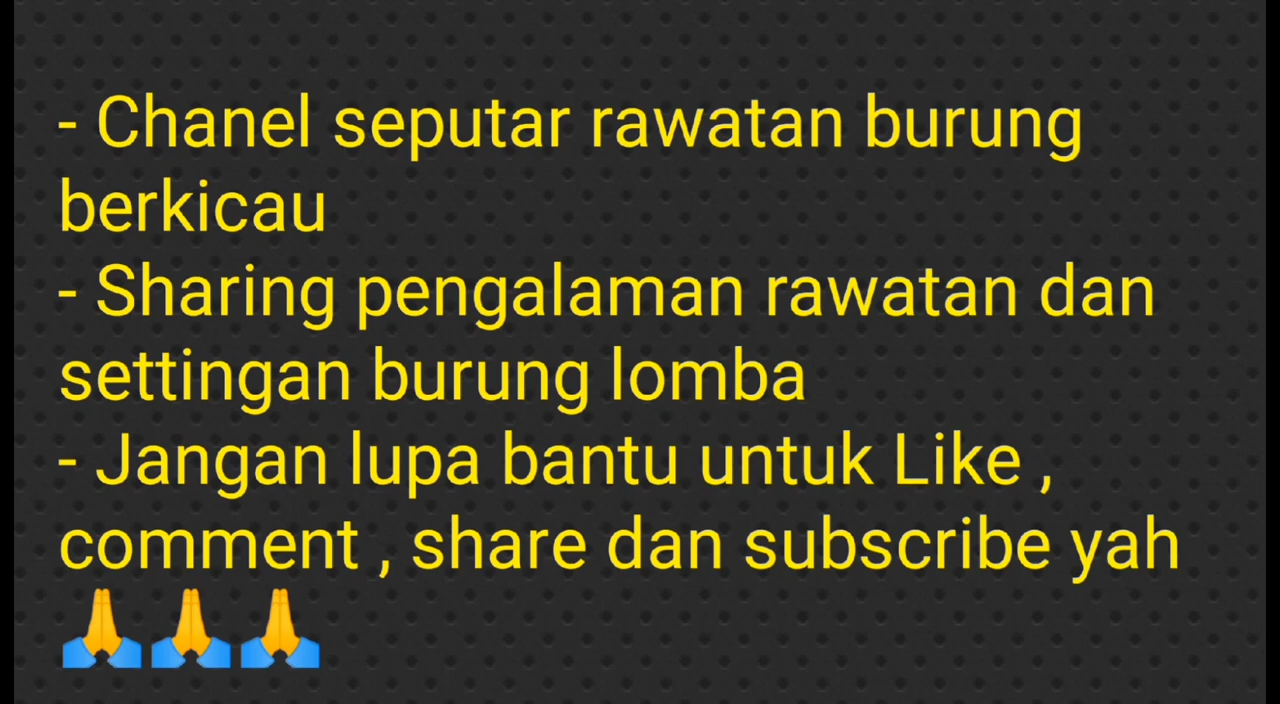 - Chanel seputar rawatan burung
berkicau
- Sharing pengalaman rawatan dan
settingan burung lomba
- Jangan lupa bantu untuk Like ,
comment , share dan subscribe yah
🙏🙏🙏